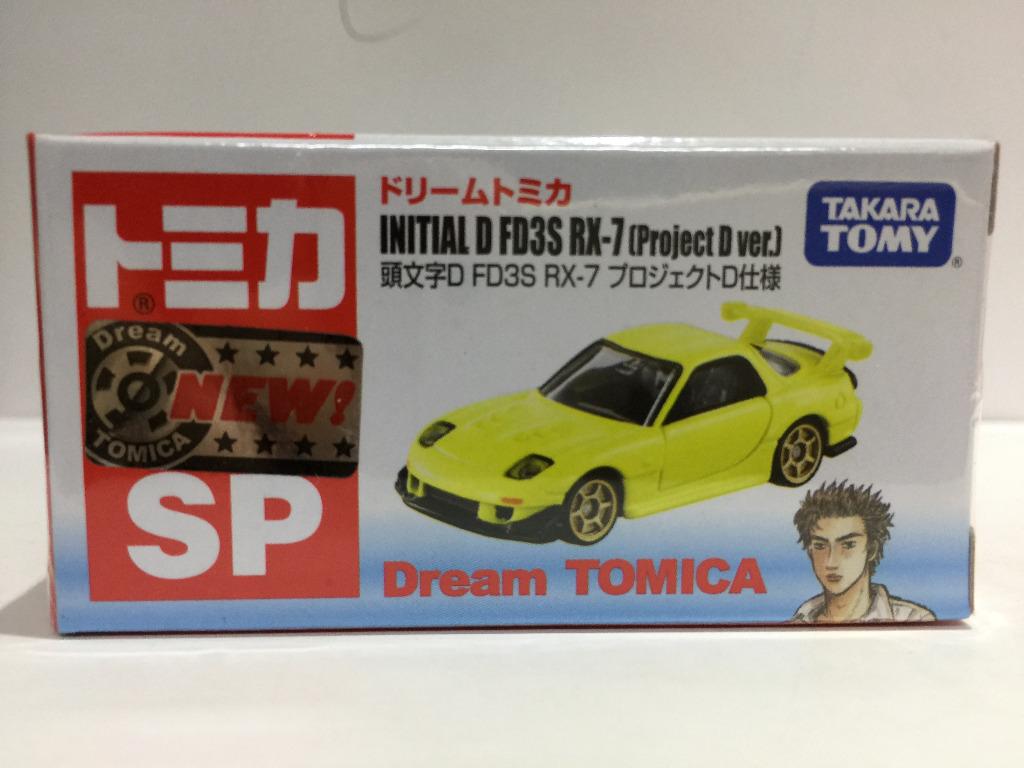 トミカ
®
Dream
NEW!
TOMICA
SP
ドリームトミカ
INITIAL D FD3S RX-7 (Project D ver.)
頭文字D FD3S RX-7 プロジェクトD仕様
TAKARA
TOMY
®
Dream TOMICA